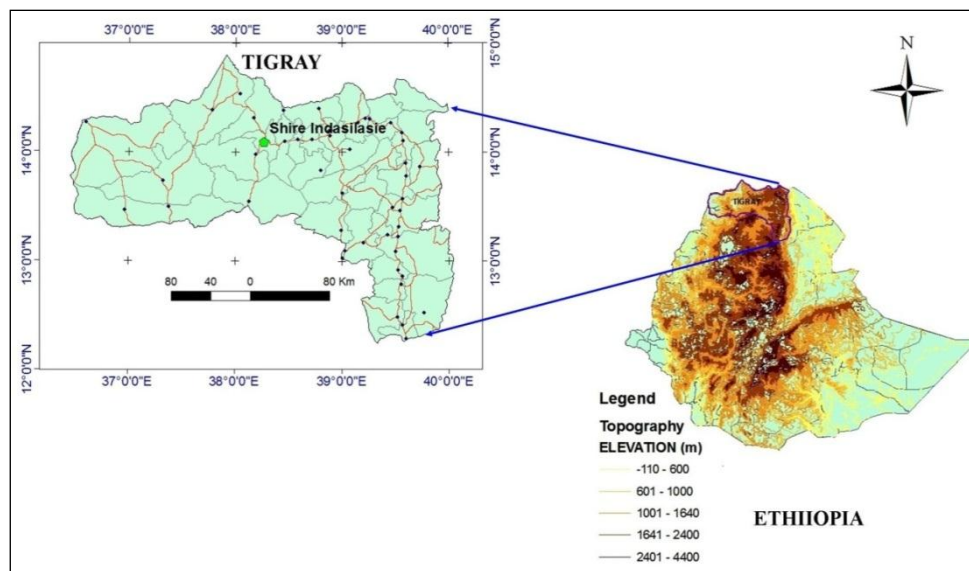 37°0'0"E 38°0'0"E 39°0'0"E 40°0'0"E
TIGRAY
15°0'0"N
14°0'0"N
13°0'0"N
12°0'0"N
Shire Indasilasie
80 40 0 80 Km
37°0'0"E 38°0'0"E 39°0'0"E 40°0'0"E
15°0'0"N
14°0'0"N
13°0'0"N
N
TIGRAY
Legend
Topography
ELEVATION (m)
-110 - 600
601 - 1000
1001 - 1640
1641 - 2400
2401 - 4400
ETHIIOPIA